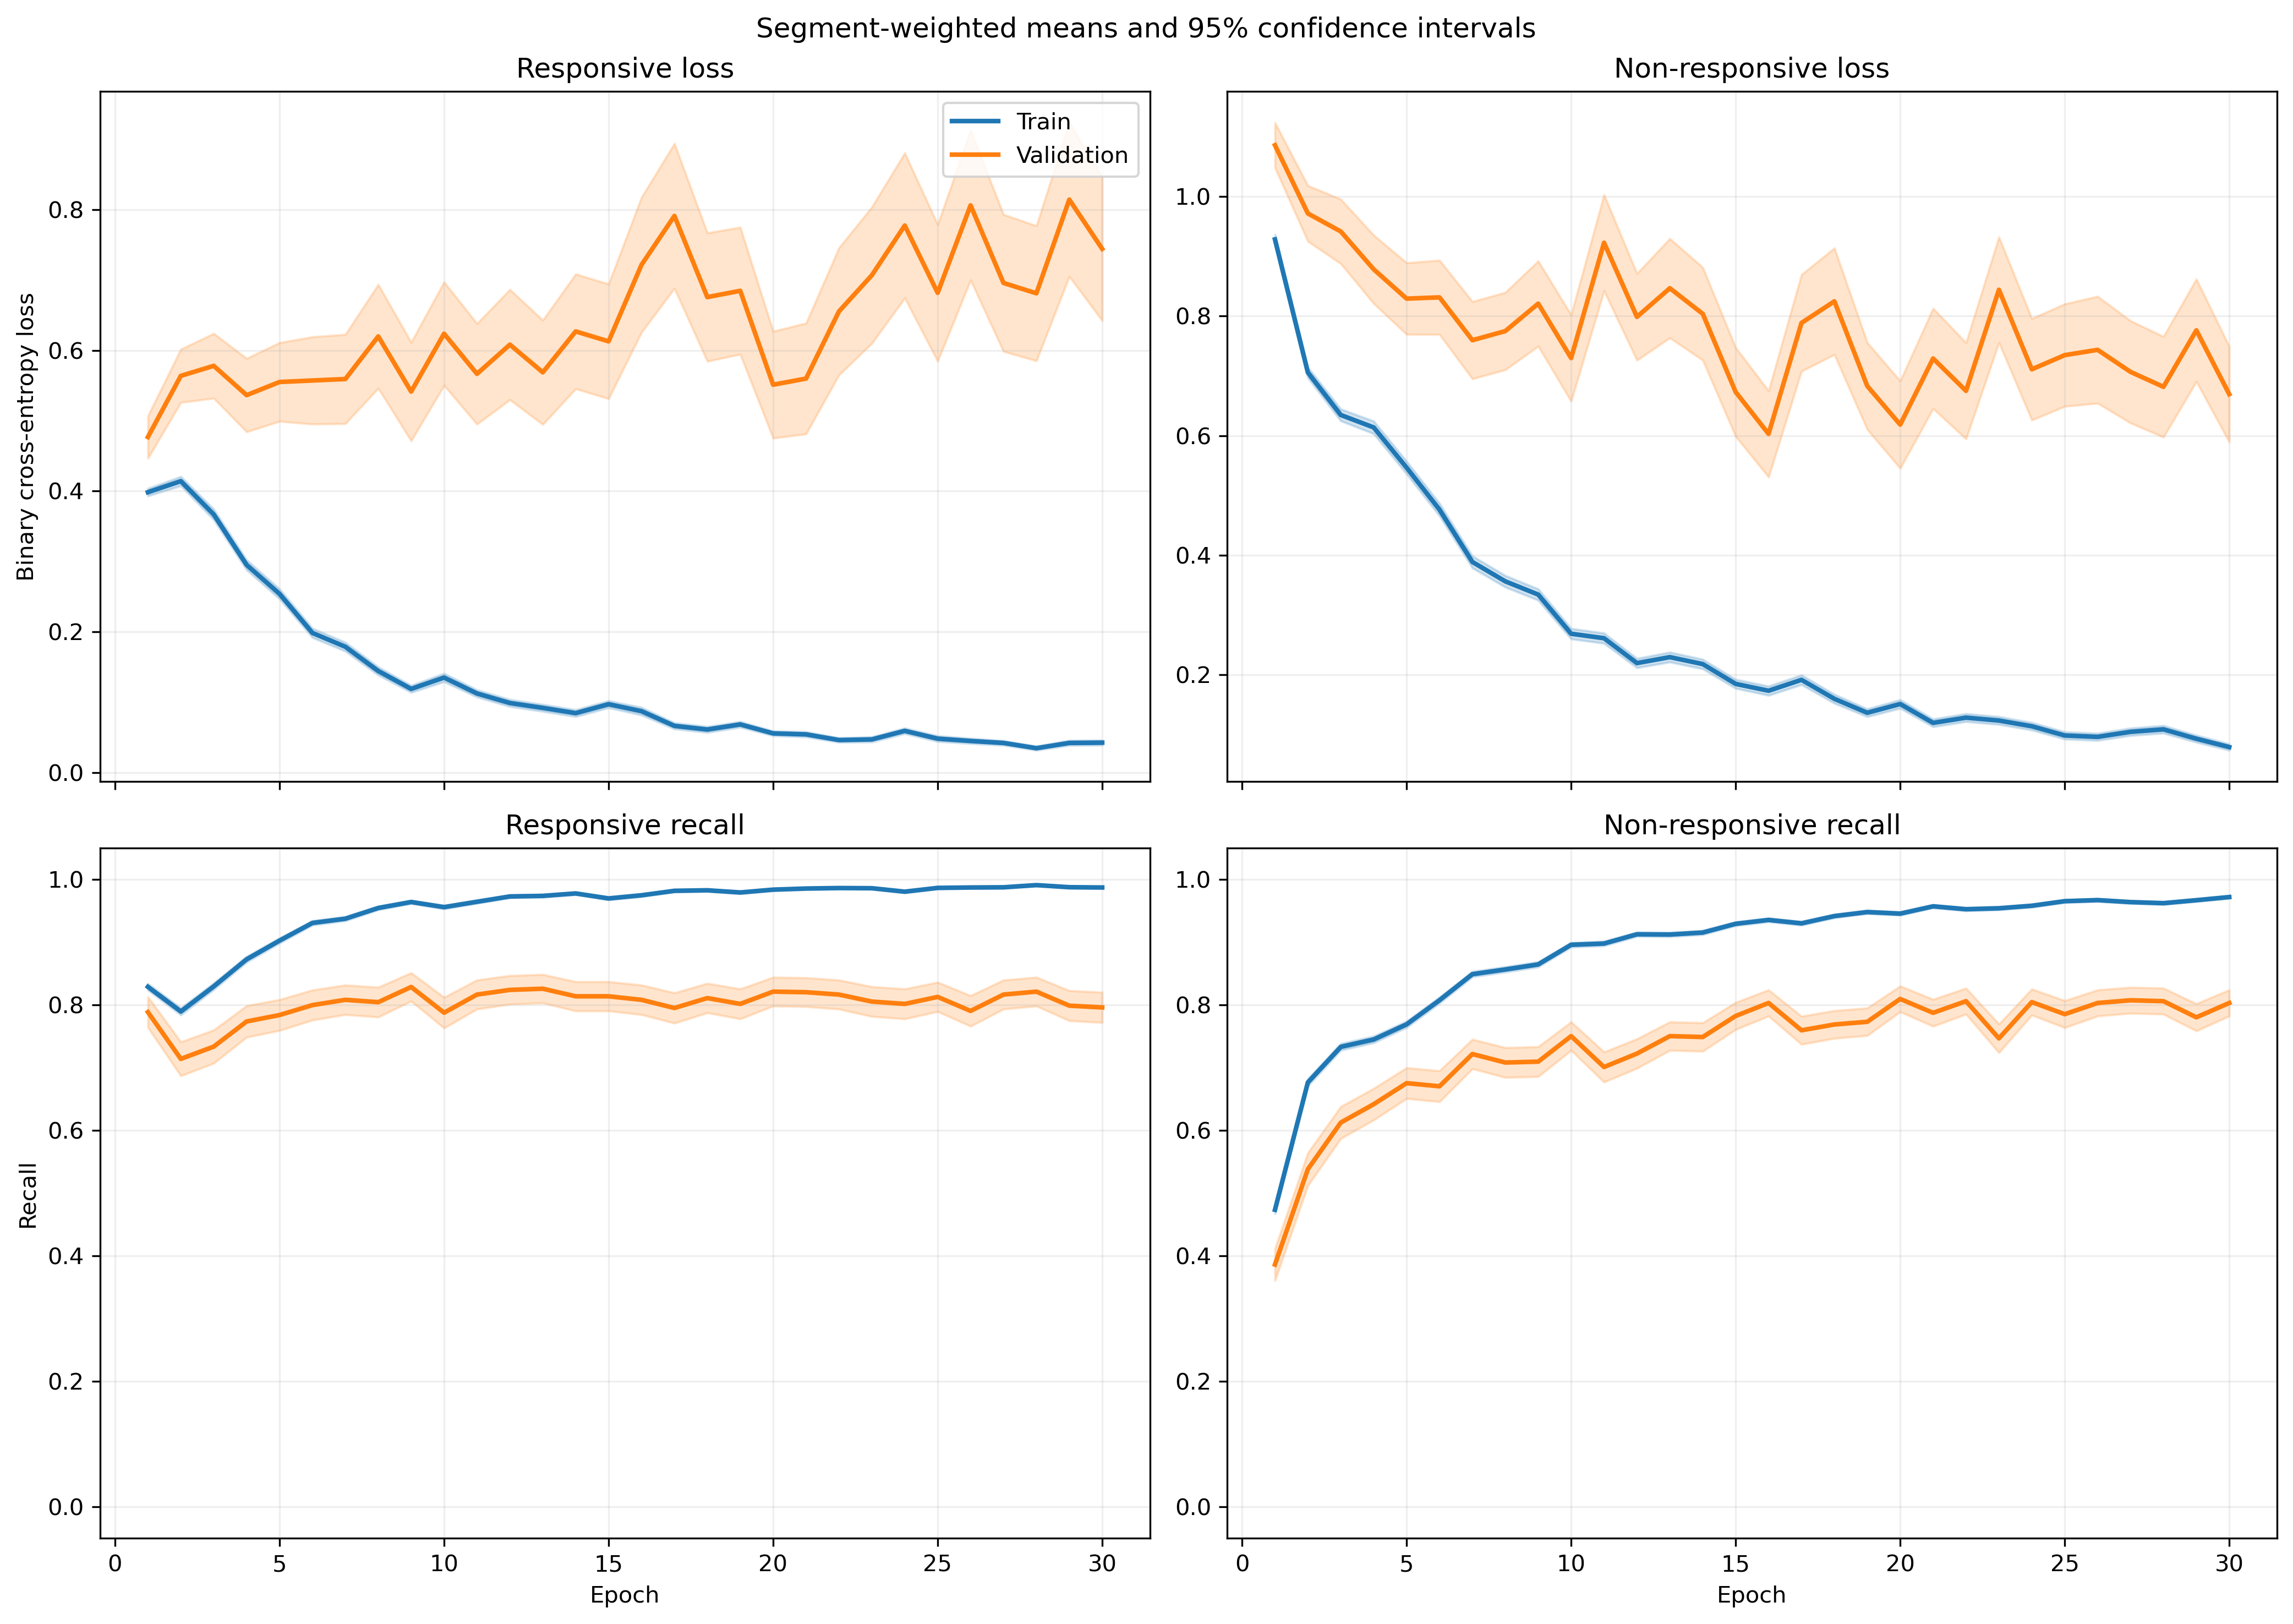 Segment-weighted means and 95% confidence intervals
Responsive loss
Non-responsive loss
Train
Validation
Binary cross-entropy loss
0.8
0.6
0.4
0.2
0.0
1.0
0.8
0.6
0.4
0.2
Responsive recall
Non-responsive recall
Recall
1.0
0.8
0.6
0.4
0.2
0.0
1.0
0.8
0.6
0.4
0.2
0.0
0 5 10 15 20 25 30
0 5 10 15 20 25 30
Epoch
Epoch